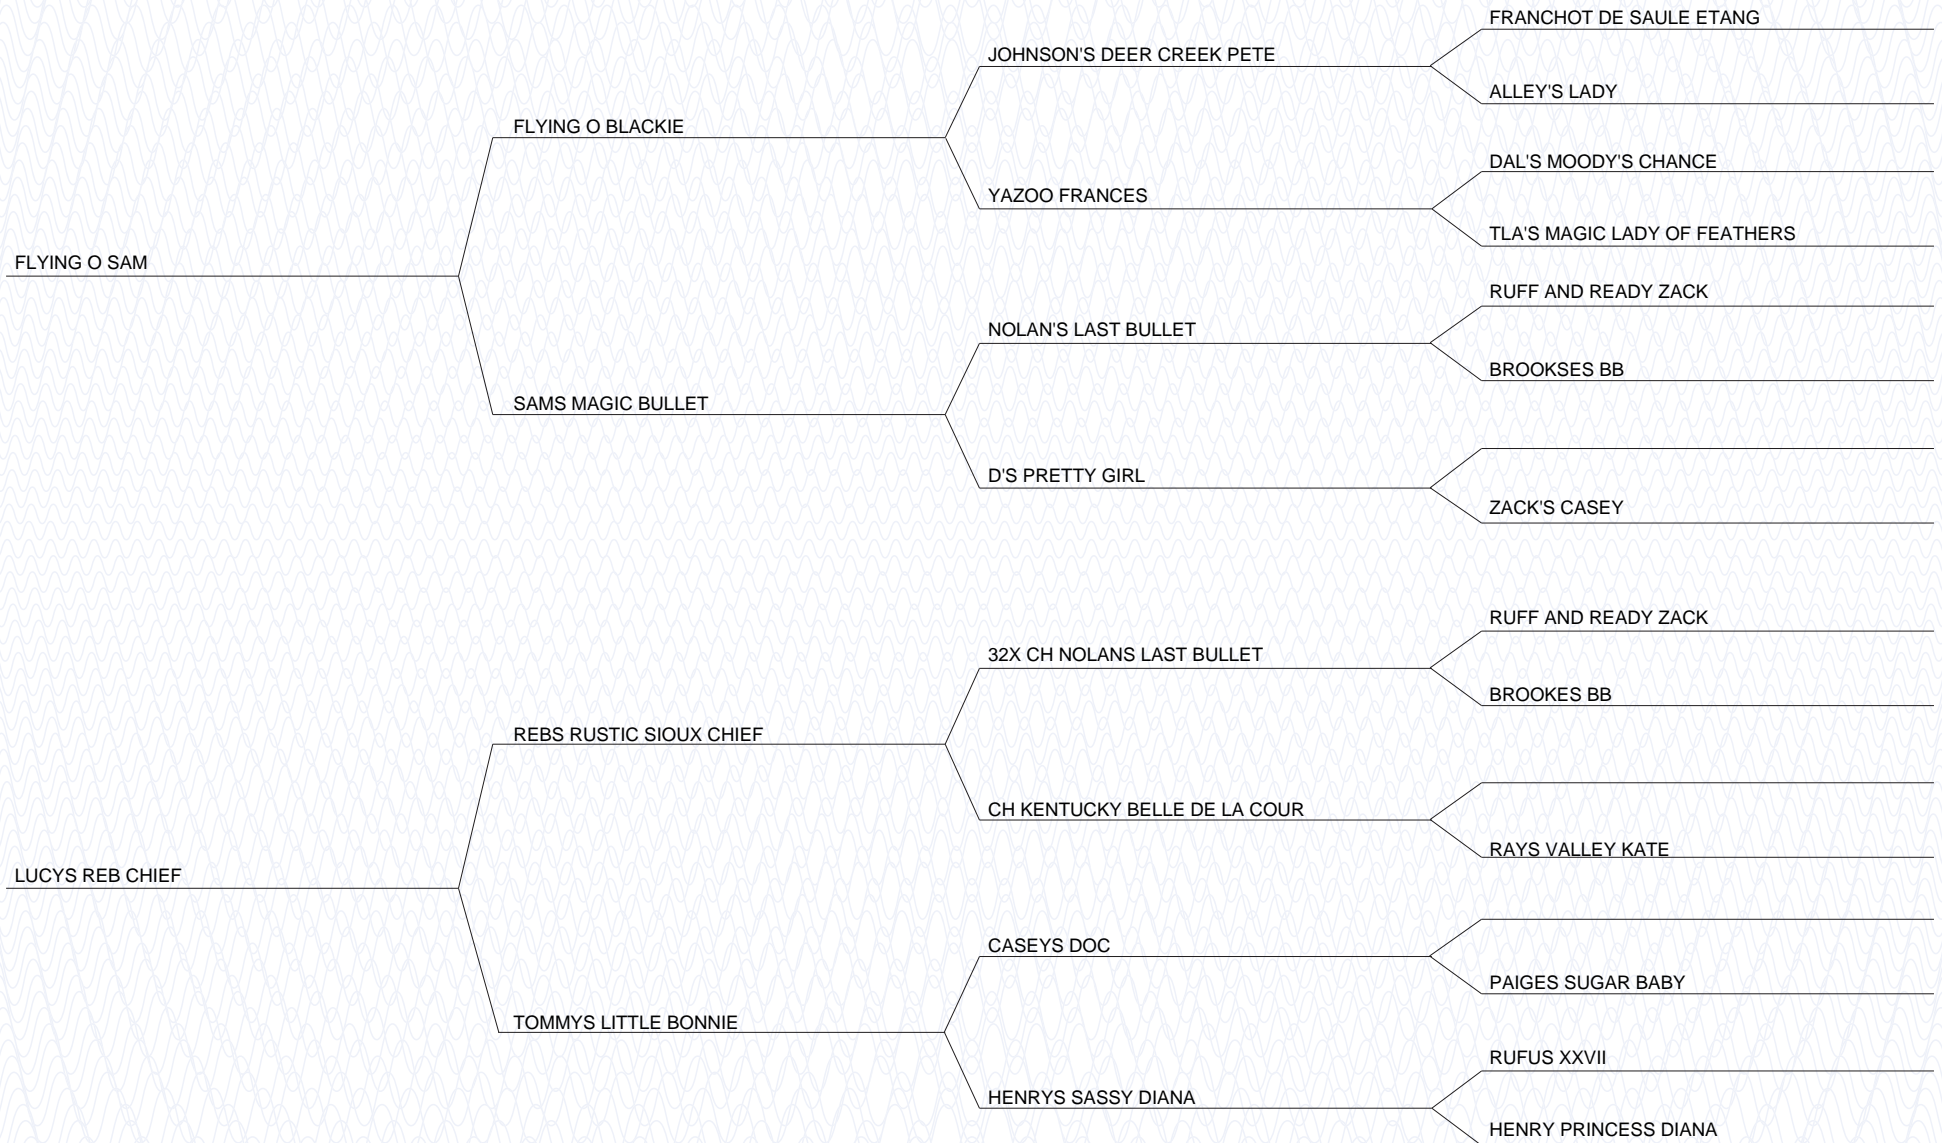 FRANCHOT DE SAULE ETANG
JOHNSON'S DEER CREEK PETE
ALLEY'S LADY
FLYING O BLACKIE
DAL'S MOODY'S CHANCE
YAZOO FRANCES
TLA'S MAGIC LADY OF FEATHERS
FLYING O SAM
RUFF AND READY ZACK
NOLAN'S LAST BULLET
BROOKSES BB
SAMS MAGIC BULLET
D'S PRETTY GIRL
ZACK'S CASEY
RUFF AND READY ZACK
32X CH NOLANS LAST BULLET
BROOKES BB
REBS RUSTIC SIOUX CHIEF
CH KENTUCKY BELLE DE LA COUR
RAYS VALLEY KATE
LUCYS REB CHIEF
CASEYS DOC
PAIGES SUGAR BABY
TOMMYS LITTLE BONNIE
RUFUS XXVII
HENRYS SASSY DIANA
HENRY PRINCESS DIANA